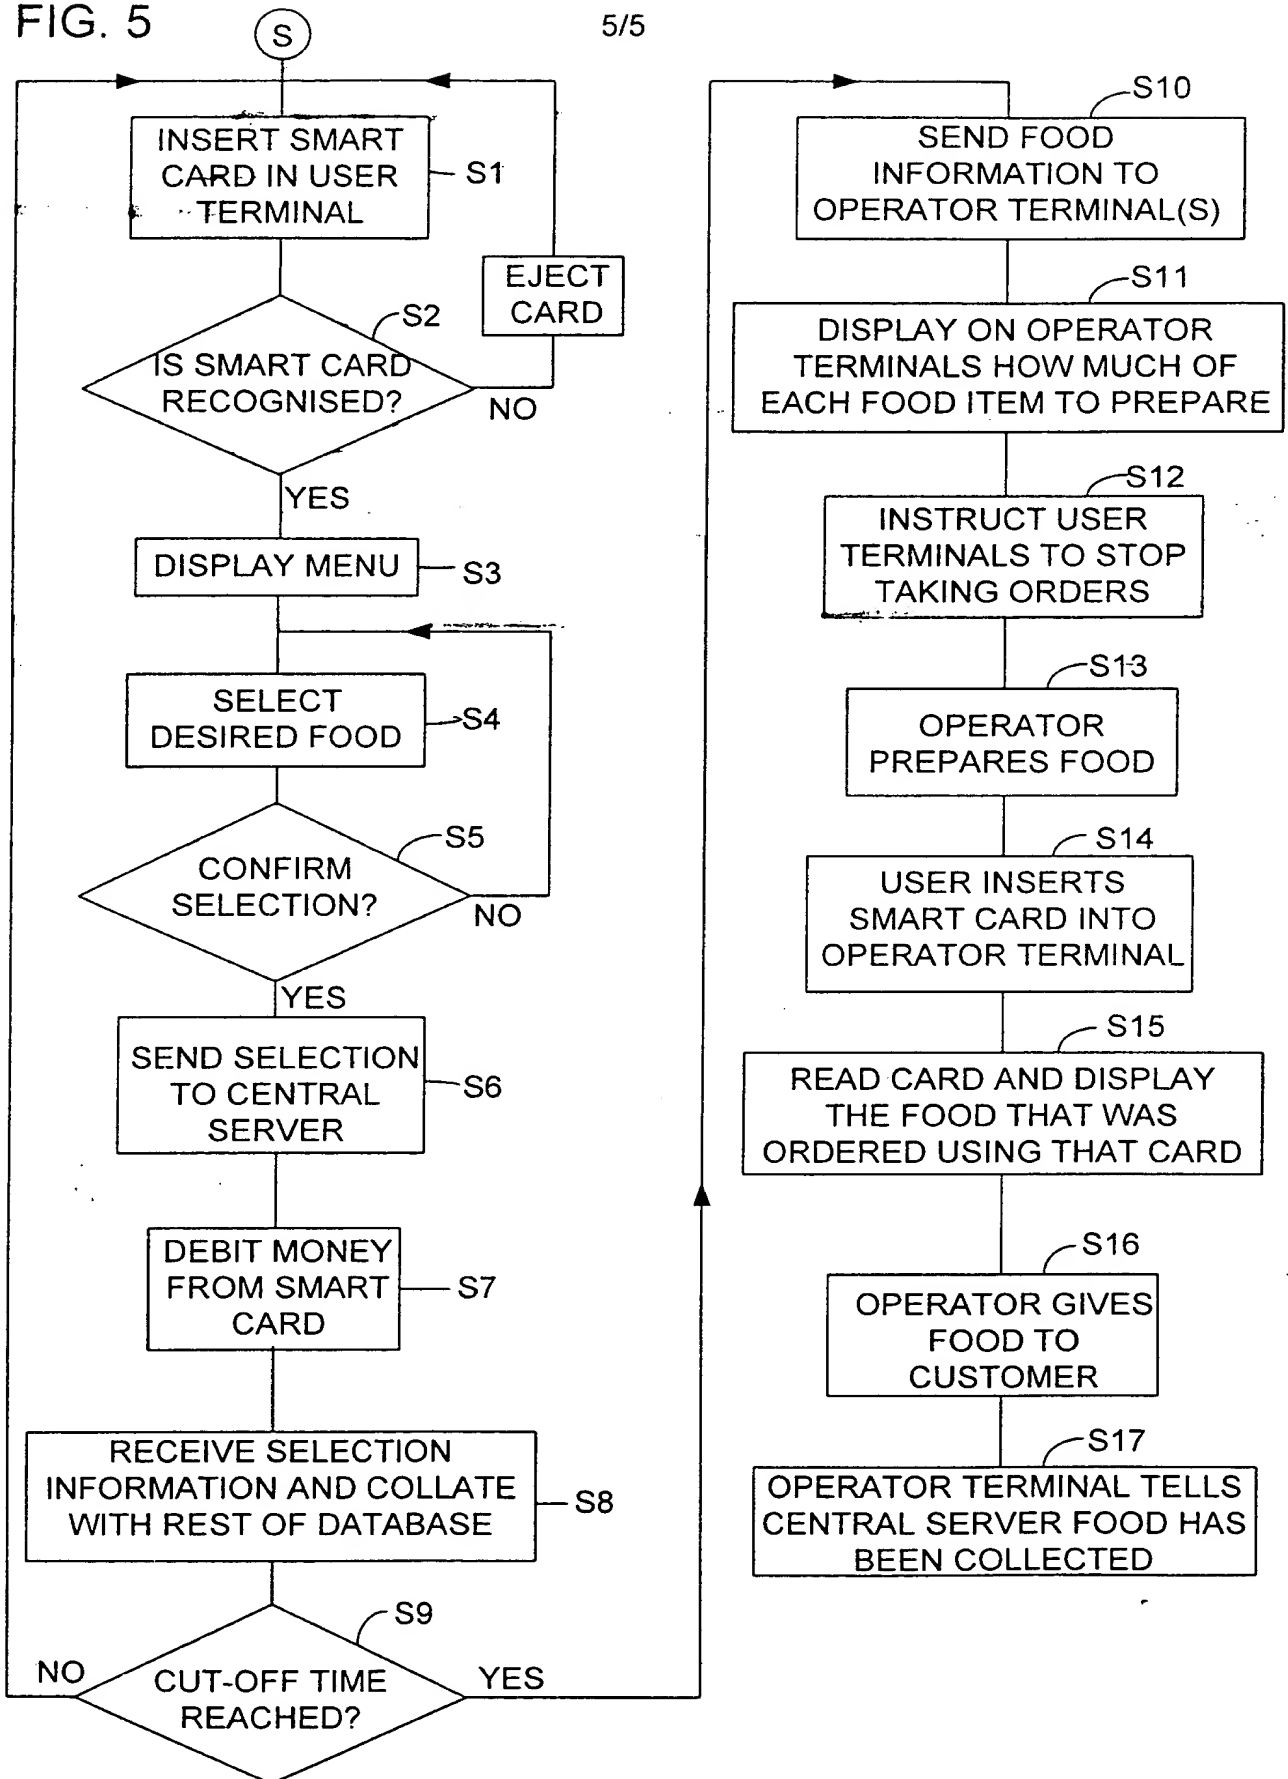 FIG. 5
5/5
S
INSERT SMART
CARD IN USER
TERMINAL
S1
EJECT
CARD
S2
IS SMART CARD
RECOGNISED?
NO
YES
DISPLAY MENU
S3
SELECT
DESIRED FOOD
S4
S5
CONFIRM
SELECTION?
NO
YES
SEND SELECTION
TO CENTRAL
SERVER
S6
DEBIT MONEY
FROM SMART
CARD
S7
RECEIVE SELECTION
INFORMATION AND COLLATE
WITH REST OF DATABASE
S8
S9
NO
CUT-OFF TIME
REACHED?
YES
S10
SEND FOOD
INFORMATION TO
OPERATOR TERMINAL(S)
S11
DISPLAY ON OPERATOR
TERMINALS HOW MUCH OF
EACH FOOD ITEM TO PREPARE
S12
INSTRUCT USER
TERMINALS TO STOP
TAKING ORDERS
S13
OPERATOR
PREPARES FOOD
S14
USER INSERTS
SMART CARD INTO
OPERATOR TERMINAL
S15
READ CARD AND DISPLAY
THE FOOD THAT WAS
ORDERED USING THAT CARD
S16
OPERATOR GIVES
FOOD TO
CUSTOMER
S17
OPERATOR TERMINAL TELLS
CENTRAL SERVER FOOD HAS
BEEN COLLECTED